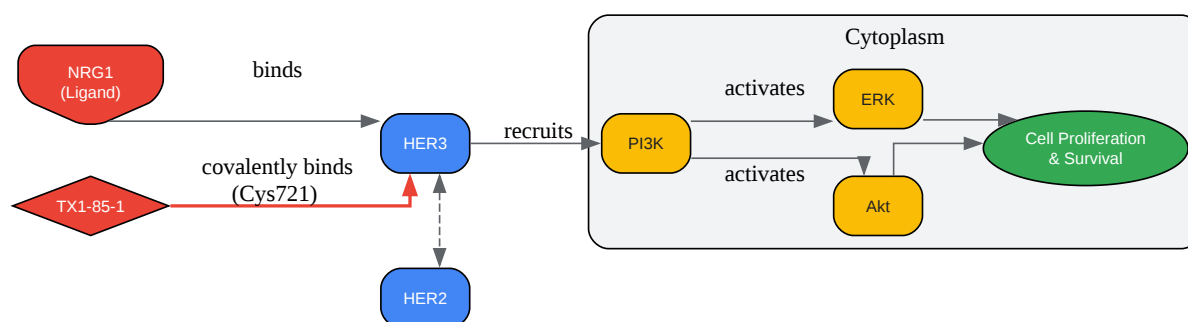 Cytoplasm
NRG1
(Ligand)
binds
activates
ERK
HER3
recruits
PI3K
Cell Proliferation
& Survival
covalently binds
(Cys721)
activates
TX1-85-1
Akt
HER2